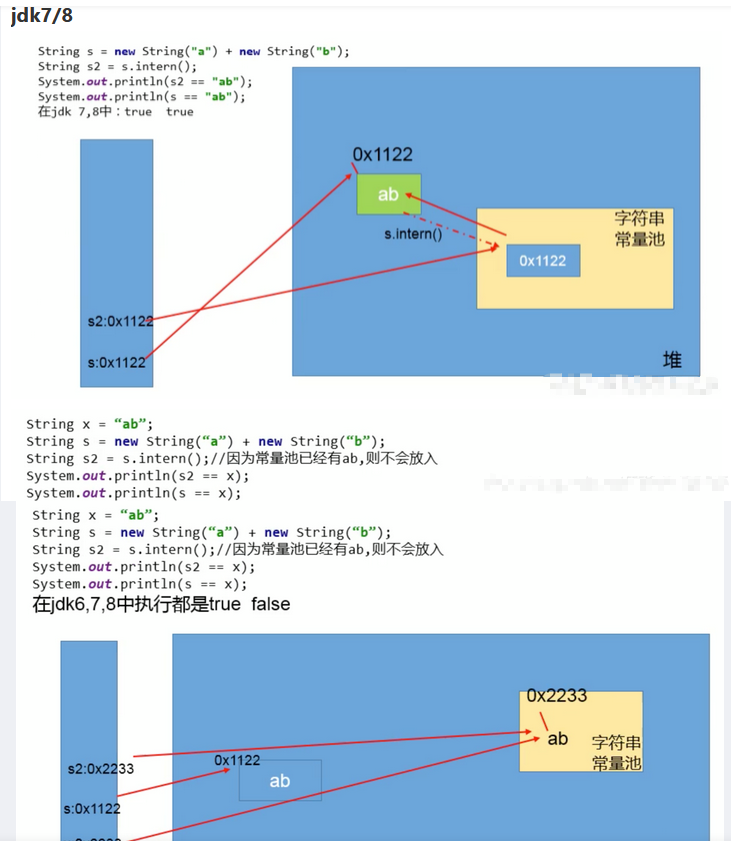 jdk7/8
String s = new String("a") + new String("b");
String s2 = s.intern();
System.out.println(s2 == "ab");
System.out.println(s == "ab");
在jdk 7,8中：true  true
0x1122
ab
s.intern()
字符串
常量池
0x1122
s2:0x1122
s:0x1122
堆
String x = “ab”;
String s = new String(“a”) + new String(“b”);
String s2 = s.intern();//因为常量池已经有ab,则不会放入
System.out.println(s2 == x);
System.out.println(s == x);
String x = “ab”;
String s = new String(“a”) + new String(“b”);
String s2 = s.intern();//因为常量池已经有ab,则不会放入
System.out.println(s2 == x);
System.out.println(s == x);
在jdk6,7,8中执行都是true  false
0x2233
ab
字符串
常量池
0x1122
ab
s2:0x2233
s:0x1122